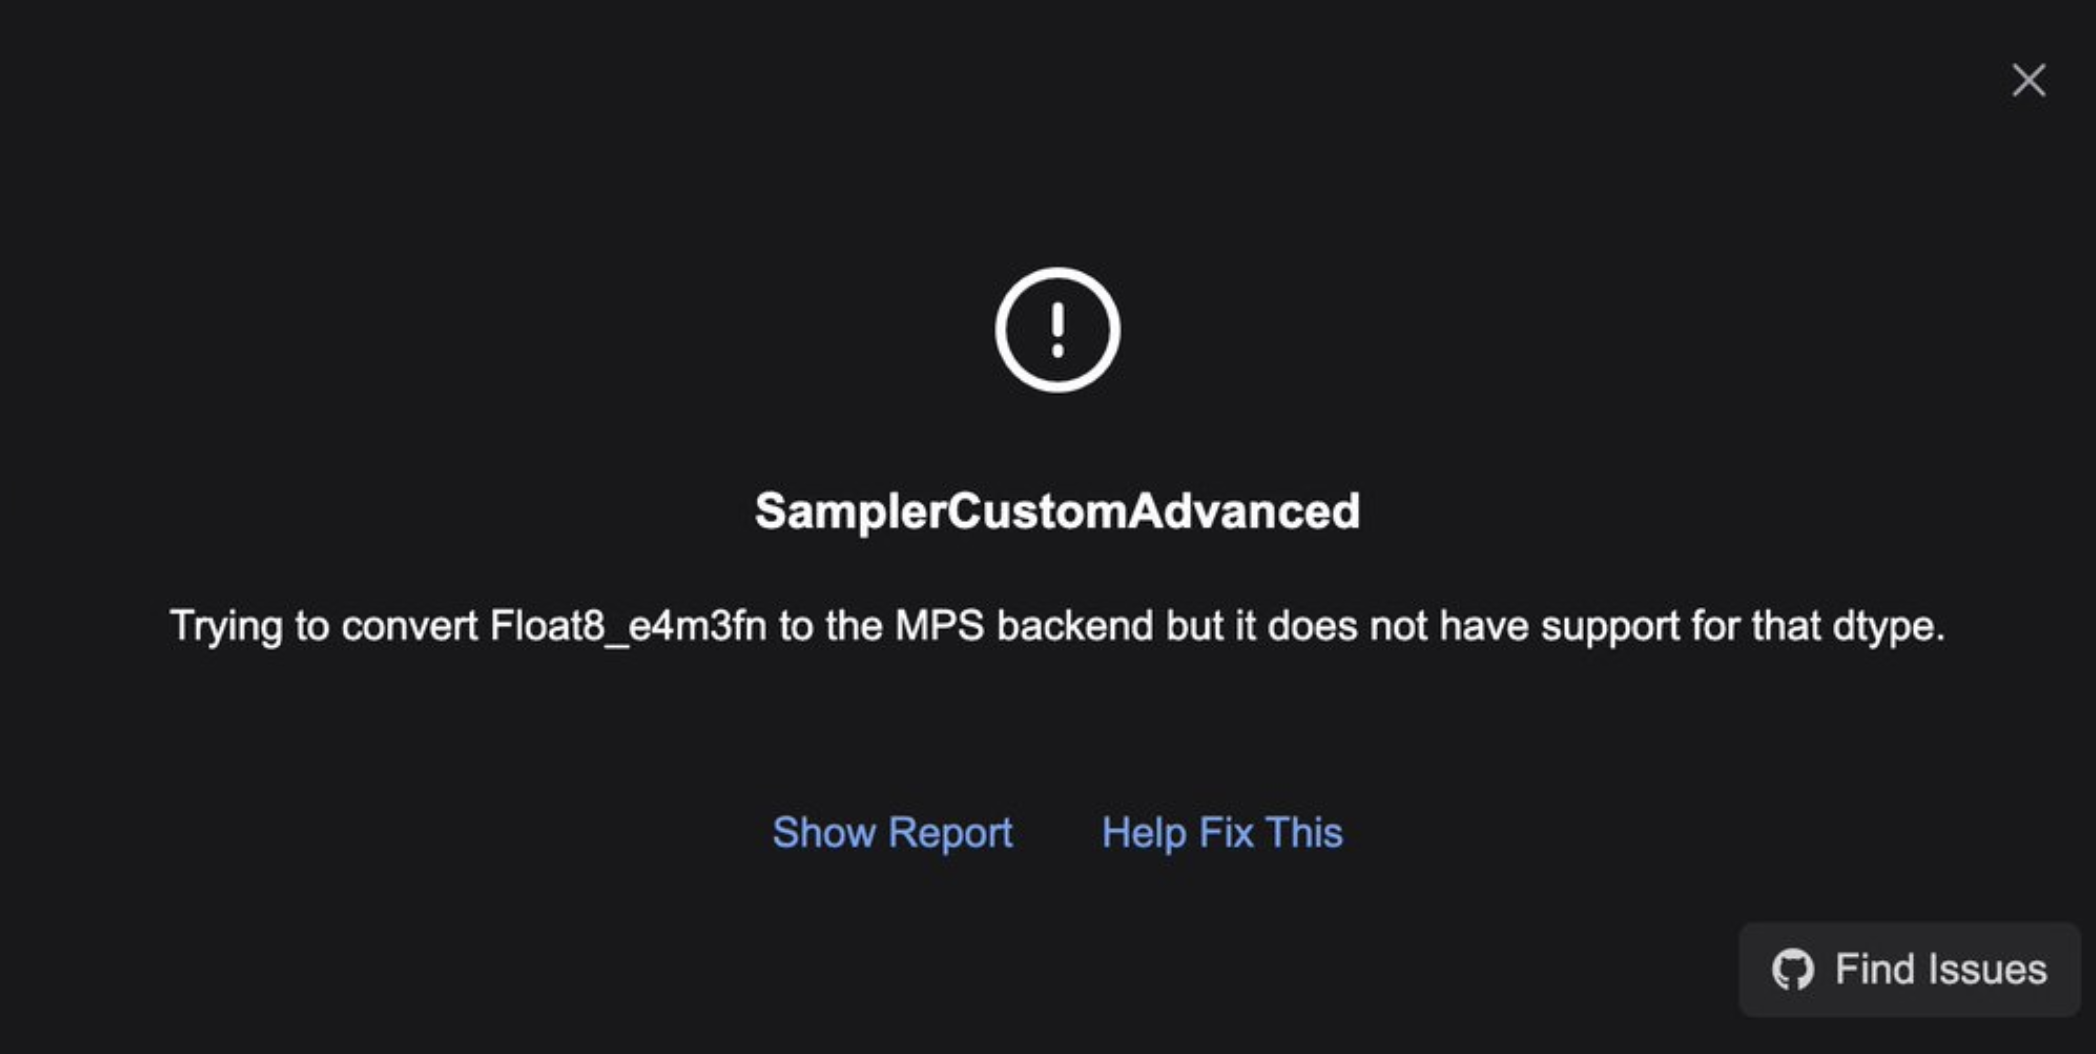 SamplerCustomAdvanced
Trying to convert Float8_e4m3fn to the MPS backend but it does not have support for that dtype.
Show Report
Help Fix This
Find Issues